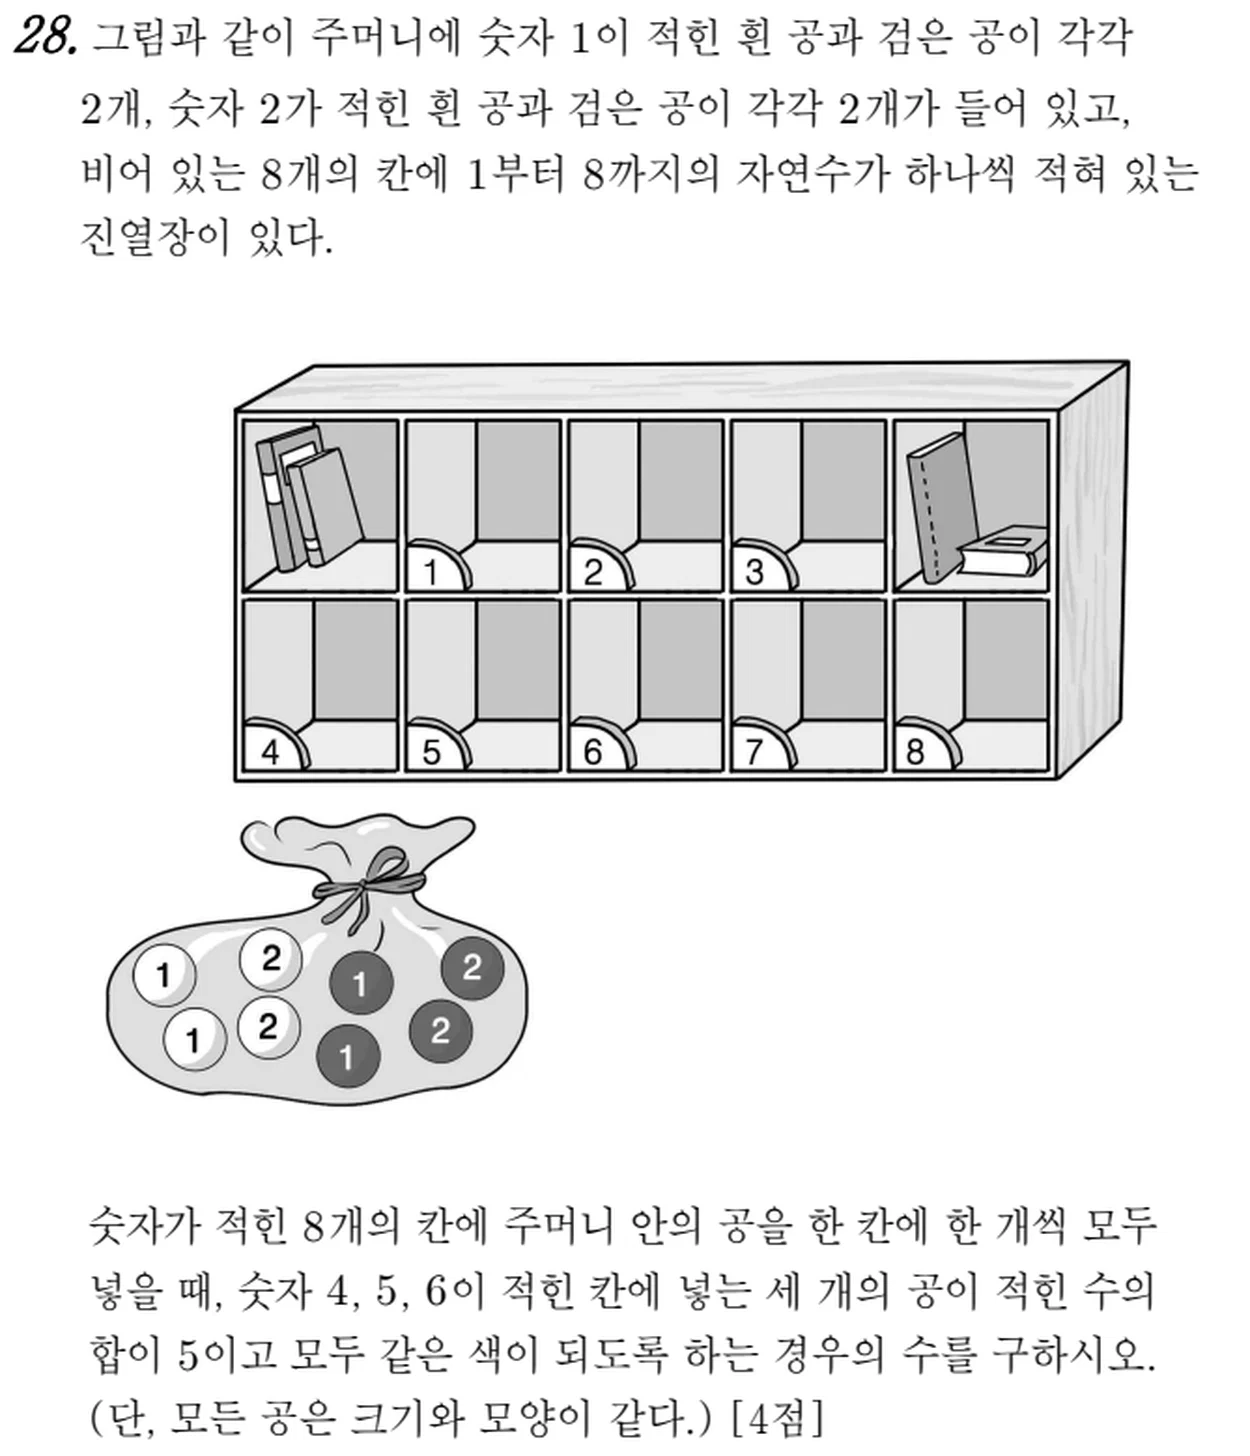 28. 그림과 같이 주머니에 숫자 1이 적힌 흰 공과 검은 공이 각각
2개, 숫자 2가 적힌 흰 공과 검은 공이 각각 2개가 들어 있고,
비어 있는 8개의 칸에 1부터 8까지의 자연수가 하나씩 적혀 있는
진열장이 있다.
1 2 3
4 5 6 7 8
1 2 1 2
1 2 1 2
숫자가 적힌 8개의 칸에 주머니 안의 공을 한 칸에 한 개씩 모두
넣을 때, 숫자 4, 5, 6이 적힌 칸에 넣는 세 개의 공이 적힌 수의
합이 5이고 모두 같은 색이 되도록 하는 경우의 수를 구하시오.
(단, 모든 공은 크기와 모양이 같다.) [4점]